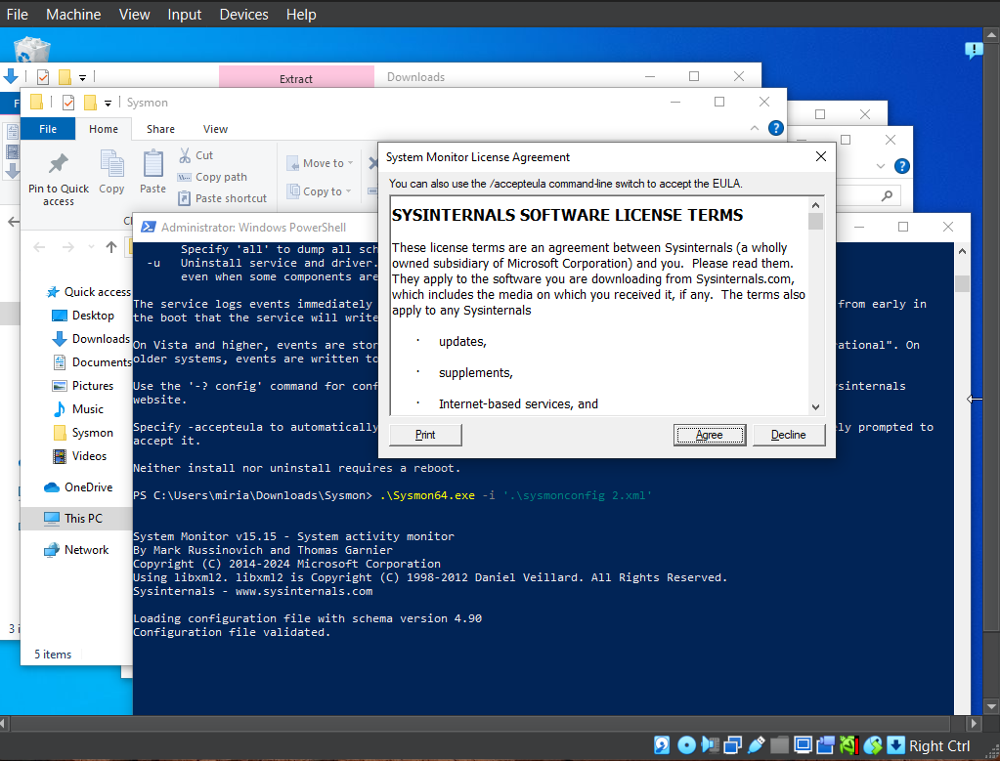 File Machine View Input Devices Help
Extract Downloads
Sysmon
File Home Share View
Cut
Copy path
Paste shortcut
Pin to Quick access
Copy
Paste
Move to
Copy to
System Monitor License Agreement
You can also use the /accepteula command-line switch to accept the EULA.
SYSINTERNALS SOFTWARE LICENSE TERMS
These license terms are an agreement between Sysinternals (a wholly
owned subsidiary of Microsoft Corporation) and you. Please read them.
They apply to the software you are downloading from Sysinternals.com,
which includes the media on which you received it, if any. The terms also
apply to any Sysinternals
· updates,
· supplements,
· Internet-based services, and
Print Agree Decline
Quick access
Desktop
Downloads
Documents
Pictures
Music
Sysmon
Videos
OneDrive
This PC
Network
5 items
Administrator: Windows PowerShell
Specify 'all' to dump all sch
-u Uninstall service and driver.
even when some components are
The service logs events immediately from early in
the boot that the service will write
On Vista and higher, events are stor rational". On
older systems, events are written to
Use the '-? config' command for conf ysinternals
website.
Specify -accepteula to automatically ly prompted to
accept it.
Neither install nor uninstall requires a reboot.
PS C:\Users\miria\Downloads\Sysmon> .\Sysmon64.exe -i '.\sysmonconfig 2.xml'
System Monitor v15.15 - System activity monitor
By Mark Russinovich and Thomas Garnier
Copyright (C) 2014-2024 Microsoft Corporation
Using libxml2. libxml2 is Copyright (C) 1998-2012 Daniel Veillard. All Rights Reserved.
Sysinternals - www.sysinternals.com
Loading configuration file with schema version 4.90
Configuration file validated.
Right Ctrl